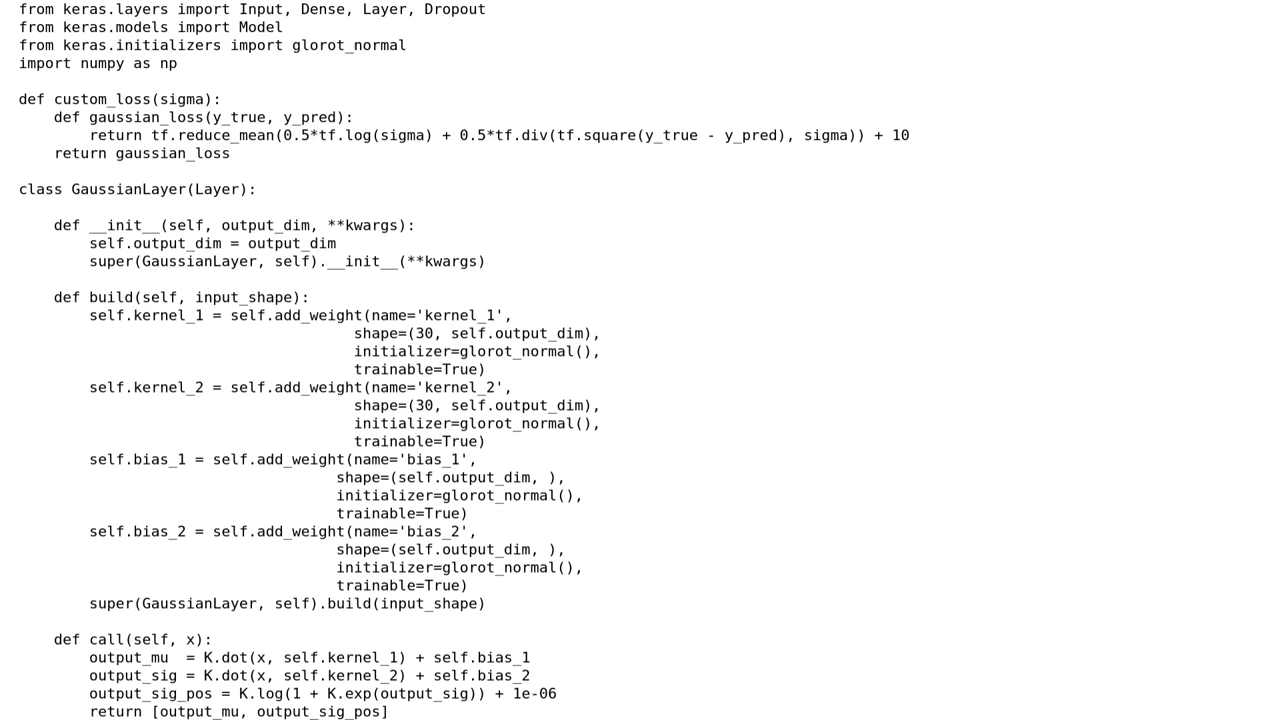 from keras.layers import Input, Dense, Layer, Dropout
from keras.models import Model
from keras.initializers import glorot_normal
import numpy as np

def custom_loss(sigma):
    def gaussian_loss(y_true, y_pred):
        return tf.reduce_mean(0.5*tf.log(sigma) + 0.5*tf.div(tf.square(y_true - y_pred), sigma)) + 10
    return gaussian_loss

class GaussianLayer(Layer):

    def __init__(self, output_dim, **kwargs):
        self.output_dim = output_dim
        super(GaussianLayer, self).__init__(**kwargs)

    def build(self, input_shape):
        self.kernel_1 = self.add_weight(name='kernel_1',
                                      shape=(30, self.output_dim),
                                      initializer=glorot_normal(),
                                      trainable=True)
        self.kernel_2 = self.add_weight(name='kernel_2',
                                      shape=(30, self.output_dim),
                                      initializer=glorot_normal(),
                                      trainable=True)
        self.bias_1 = self.add_weight(name='bias_1',
                                    shape=(self.output_dim, ),
                                    initializer=glorot_normal(),
                                    trainable=True)
        self.bias_2 = self.add_weight(name='bias_2',
                                    shape=(self.output_dim, ),
                                    initializer=glorot_normal(),
                                    trainable=True)
        super(GaussianLayer, self).build(input_shape)

    def call(self, x):
        output_mu  = K.dot(x, self.kernel_1) + self.bias_1
        output_sig = K.dot(x, self.kernel_2) + self.bias_2
        output_sig_pos = K.log(1 + K.exp(output_sig)) + 1e-06
        return [output_mu, output_sig_pos]